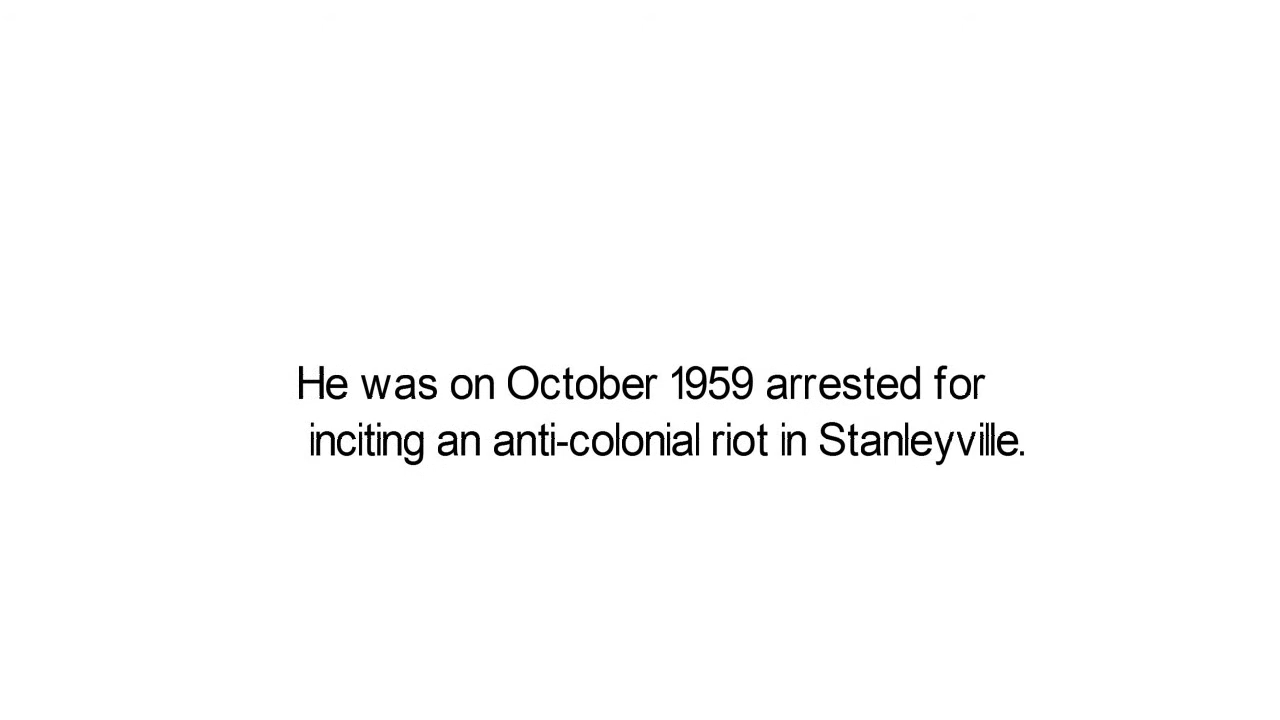 He was on October 1959 arrested for
inciting an anti-colonial riot in Stanleyville.